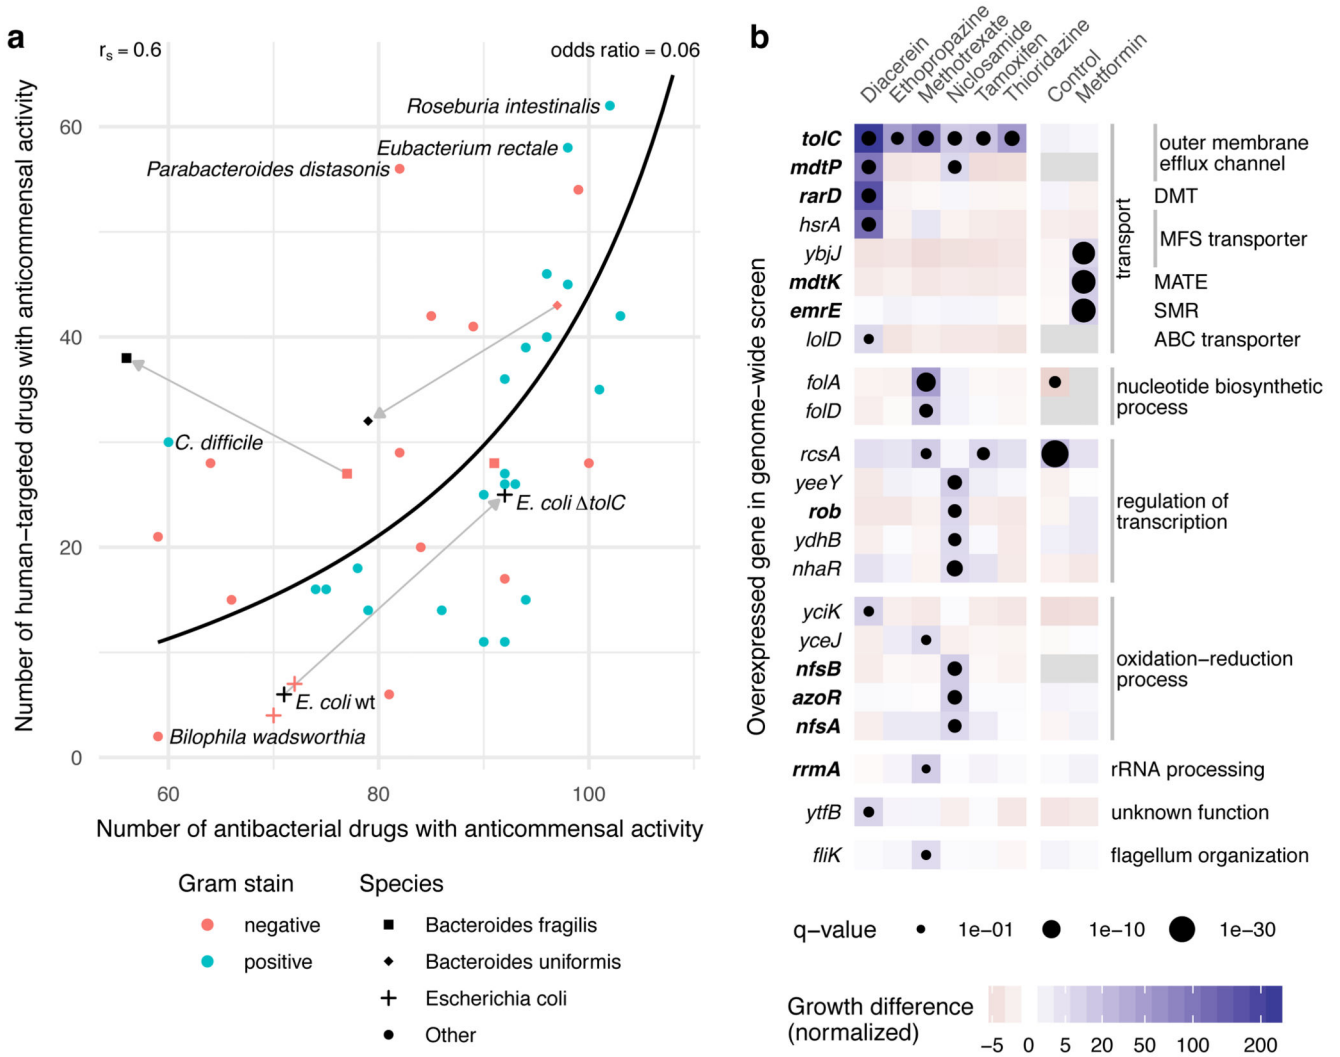 a
r_s = 0.6
odds ratio = 0.06
Number of human−targeted drugs with anticommensal activity
60
40
20
0
Roseburia intestinalis
Eubacterium rectale
Parabacteroides distasonis
C. difficile
E. coli ΔtolC
E. coli wt
Bilophila wadsworthia
60
80
100
Number of antibacterial drugs with anticommensal activity
Gram stain
negative
positive
Species
Bacteroides fragilis
Bacteroides uniformis
Escherichia coli
Other
b
Diacerein
Ethopropazine
Methotrexate
Niclosamide
Tamoxifen
Thioridazine
Control
Metformin
Overexpressed gene in genome−wide screen
tolC
mdtP
rarD
hsrA
ybjJ
mdtK
emrE
lolD
folA
folD
rcsA
yeeY
rob
ydhB
nhaR
yciK
yceJ
nfsB
azoR
nfsA
rrmA
ytfB
fliK
transport
outer membrane
efflux channel
DMT
MFS transporter
MATE
SMR
ABC transporter
nucleotide biosynthetic
process
regulation of
transcription
oxidation−reduction
process
rRNA processing
unknown function
flagellum organization
q−value
1e−01
1e−10
1e−30
Growth difference
(normalized)
−5 0 5 20 50 100 200